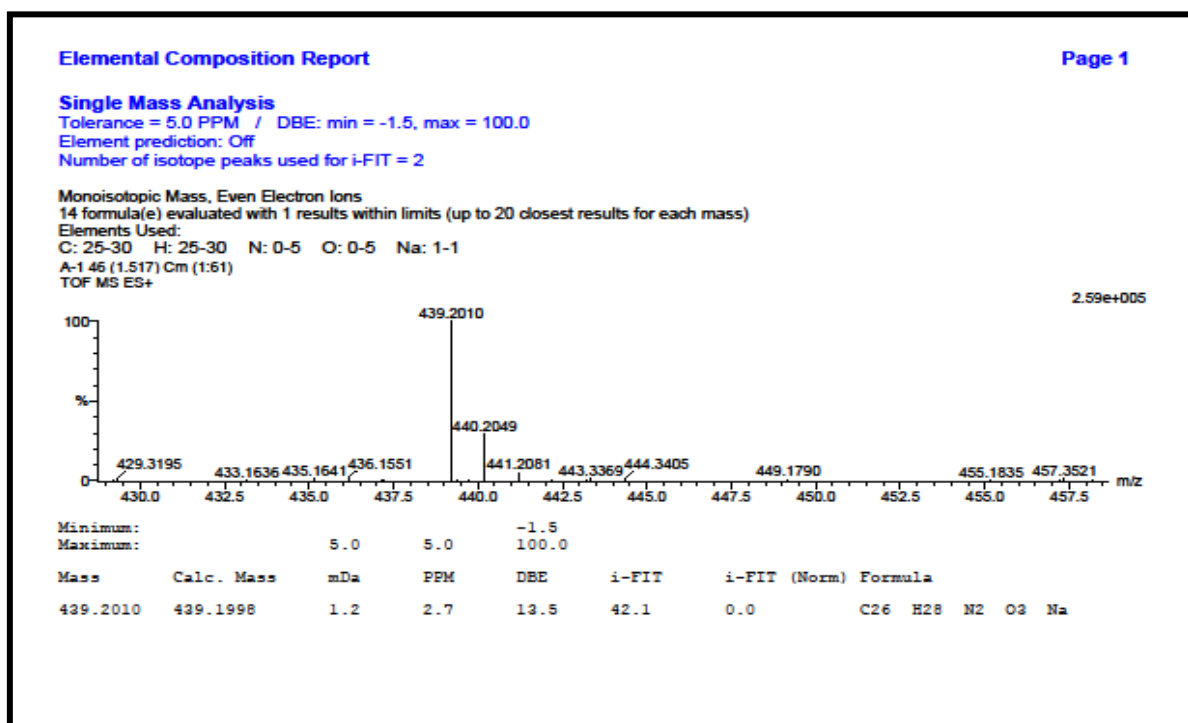 Elemental Composition Report Page 1
Single Mass Analysis
Tolerance = 5.0 PPM / DBE: min = -1.5, max = 100.0
Element prediction: Off
Number of isotope peaks used for i-FIT = 2
Monoisotopic Mass, Even Electron Ions
14 formula(e) evaluated with 1 results within limits (up to 20 closest results for each mass)
Elements Used:
C: 25-30 H: 25-30 N: 0-5 O: 0-5 Na: 1-1
A-1 46 (1.517) Cm (1:61)
TOF MS ES+
2.59e+005
439.2010
100
%
440.2049
429.3195 433.1636 435.1641 436.1551 441.2081 443.3369 444.3405 449.1790 455.1835 457.3521
0 m/z
430.0 432.5 435.0 437.5 440.0 442.5 445.0 447.5 450.0 452.5 455.0 457.5
Minimum: -1.5
Maximum: 5.0 5.0 100.0
Mass Calc. Mass mDa PPM DBE i-FIT i-FIT (Norm) Formula
439.2010 439.1998 1.2 2.7 13.5 42.1 0.0 C26 H28 N2 O3 Na